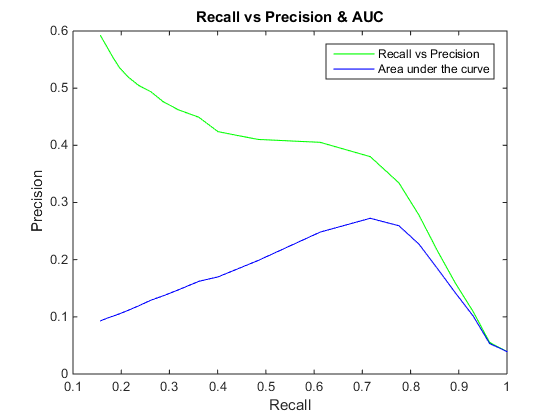 Recall vs Precision & AUC
Recall vs Precision
Area under the curve
Precision
0.6
0.5
0.4
0.3
0.2
0.1
0
0.1 0.2 0.3 0.4 0.5 0.6 0.7 0.8 0.9 1
Recall